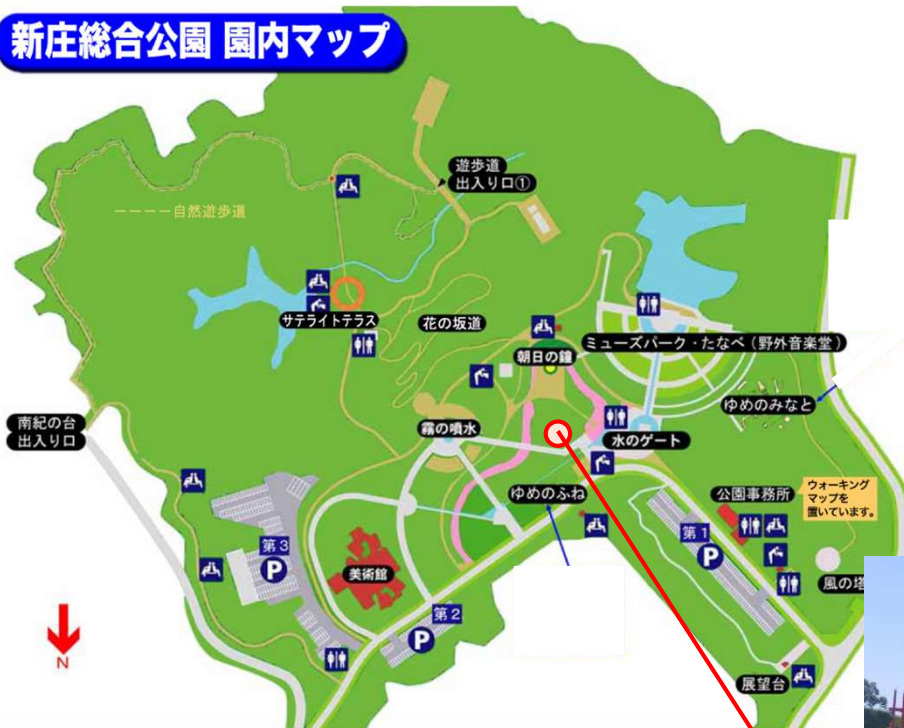 新庄総合公園 園内マップ
遊歩道
出入り口①
自然遊歩道
サテライトテラス
花の坂道
朝日の鐘
ミューズパーク・たなべ(野外音楽堂)
ゆめのみなと
南紀の台
出入り口
霧の噴水
水のゲート
ゆめのふね
公園事務所
ウォーキング
マップを
置いています。
第1
P
第3
P
美術館
風の塔
第2
P
N
展望台